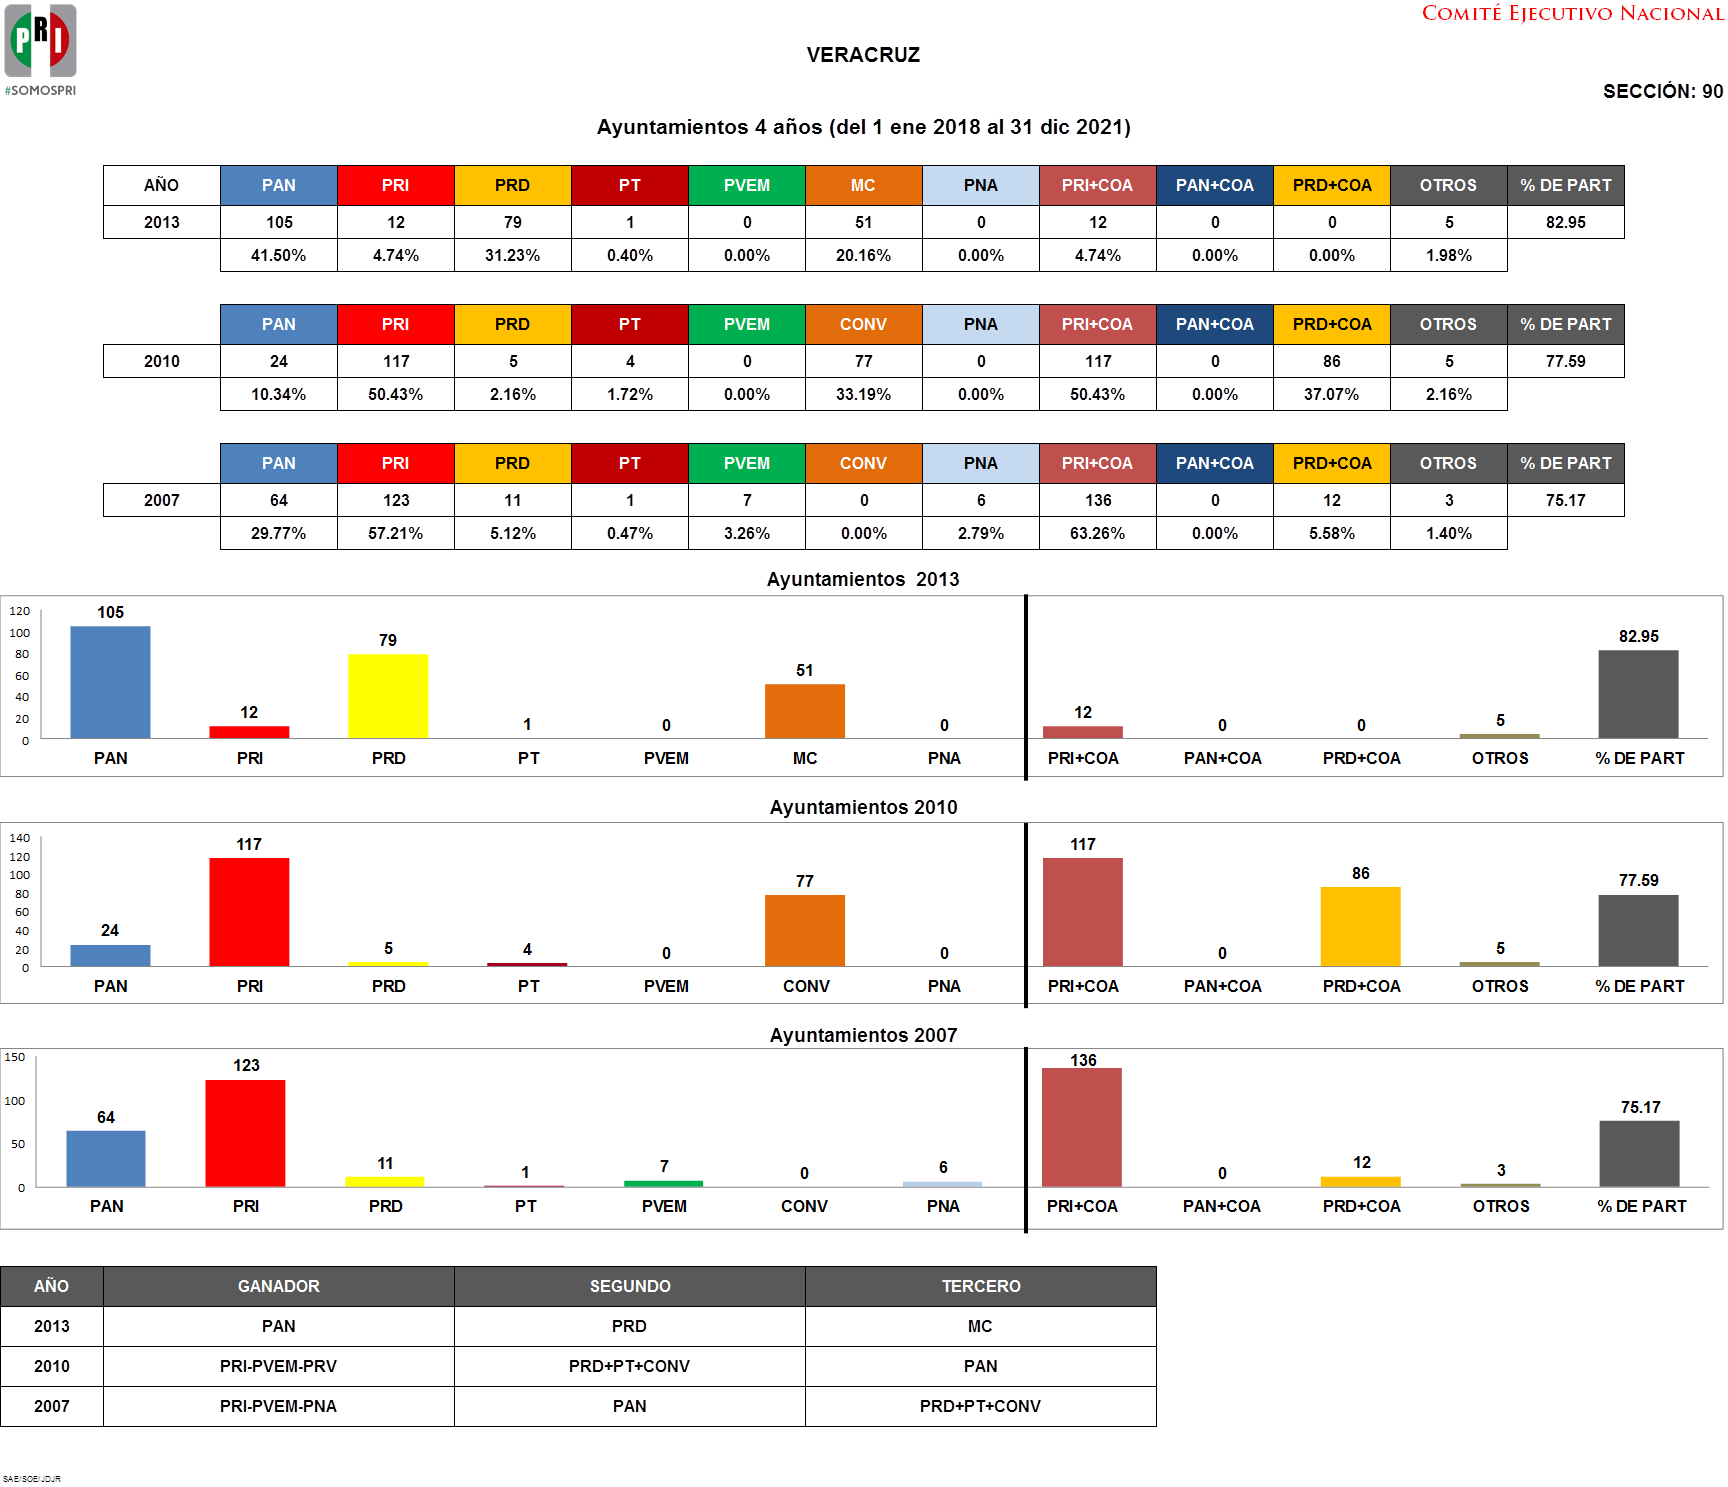 PRI
#SOMOSPRI
COMITÉ EJECUTIVO NACIONAL
VERACRUZ
SECCIÓN: 90
Ayuntamientos 4 años (del 1 ene 2018 al 31 dic 2021)
AÑO PAN PRI PRD PT PVEM MC PNA PRI+COA PAN+COA PRD+COA OTROS % DE PART
2013 105 12 79 1 0 51 0 12 0 0 5 82.95
41.50% 4.74% 31.23% 0.40% 0.00% 20.16% 0.00% 4.74% 0.00% 0.00% 1.98%
PAN PRI PRD PT PVEM CONV PNA PRI+COA PAN+COA PRD+COA OTROS % DE PART
2010 24 117 5 4 0 77 0 117 0 86 5 77.59
10.34% 50.43% 2.16% 1.72% 0.00% 33.19% 0.00% 50.43% 0.00% 37.07% 2.16%
PAN PRI PRD PT PVEM CONV PNA PRI+COA PAN+COA PRD+COA OTROS % DE PART
2007 64 123 11 1 7 0 6 136 0 12 3 75.17
29.77% 57.21% 5.12% 0.47% 3.26% 0.00% 2.79% 63.26% 0.00% 5.58% 1.40%
Ayuntamientos 2013
120
100
80
60
40
20
0
105 12 79 1 0 51 0 12 0 0 5 82.95
PAN PRI PRD PT PVEM MC PNA PRI+COA PAN+COA PRD+COA OTROS % DE PART
Ayuntamientos 2010
140
120
100
80
60
40
20
0
24 117 5 4 0 77 0 117 0 86 5 77.59
PAN PRI PRD PT PVEM CONV PNA PRI+COA PAN+COA PRD+COA OTROS % DE PART
Ayuntamientos 2007
150
100
50
0
64 123 11 1 7 0 6 136 0 12 3 75.17
PAN PRI PRD PT PVEM CONV PNA PRI+COA PAN+COA PRD+COA OTROS % DE PART
AÑO GANADOR SEGUNDO TERCERO
2013 PAN PRD MC
2010 PRI-PVEM-PRV PRD+PT+CONV PAN
2007 PRI-PVEM-PNA PAN PRD+PT+CONV
SAE/SOE/JDJR